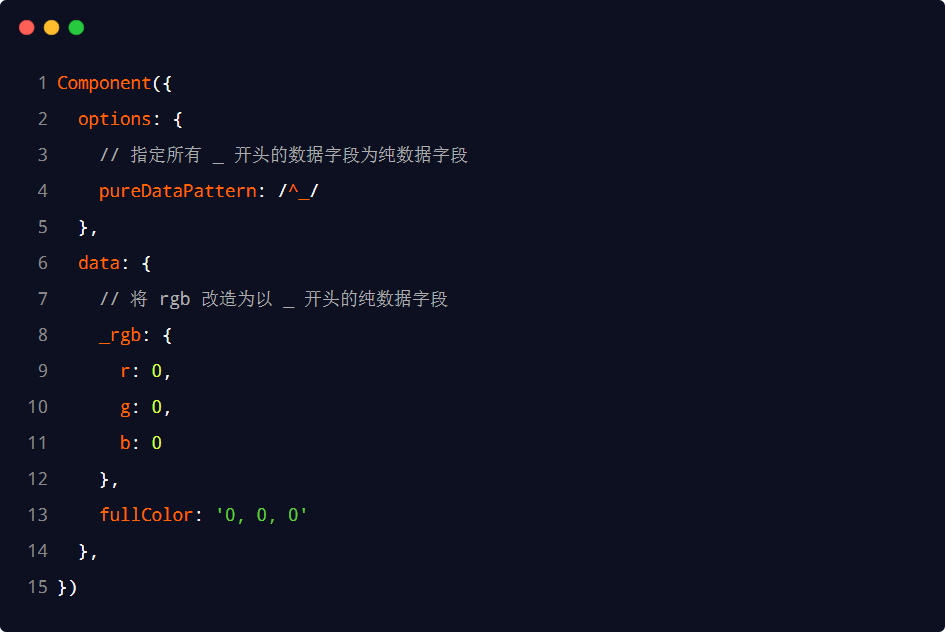 1 Component({
2   options: {
3     // 指定所有 _ 开头的数据字段为纯数据字段
4     pureDataPattern: /^_/
5   },
6   data: {
7     // 将 rgb 改造为以 _ 开头的纯数据字段
8     _rgb: {
9       r: 0,
10       g: 0,
11       b: 0
12     },
13     fullColor: '0, 0, 0'
14   },
15 })